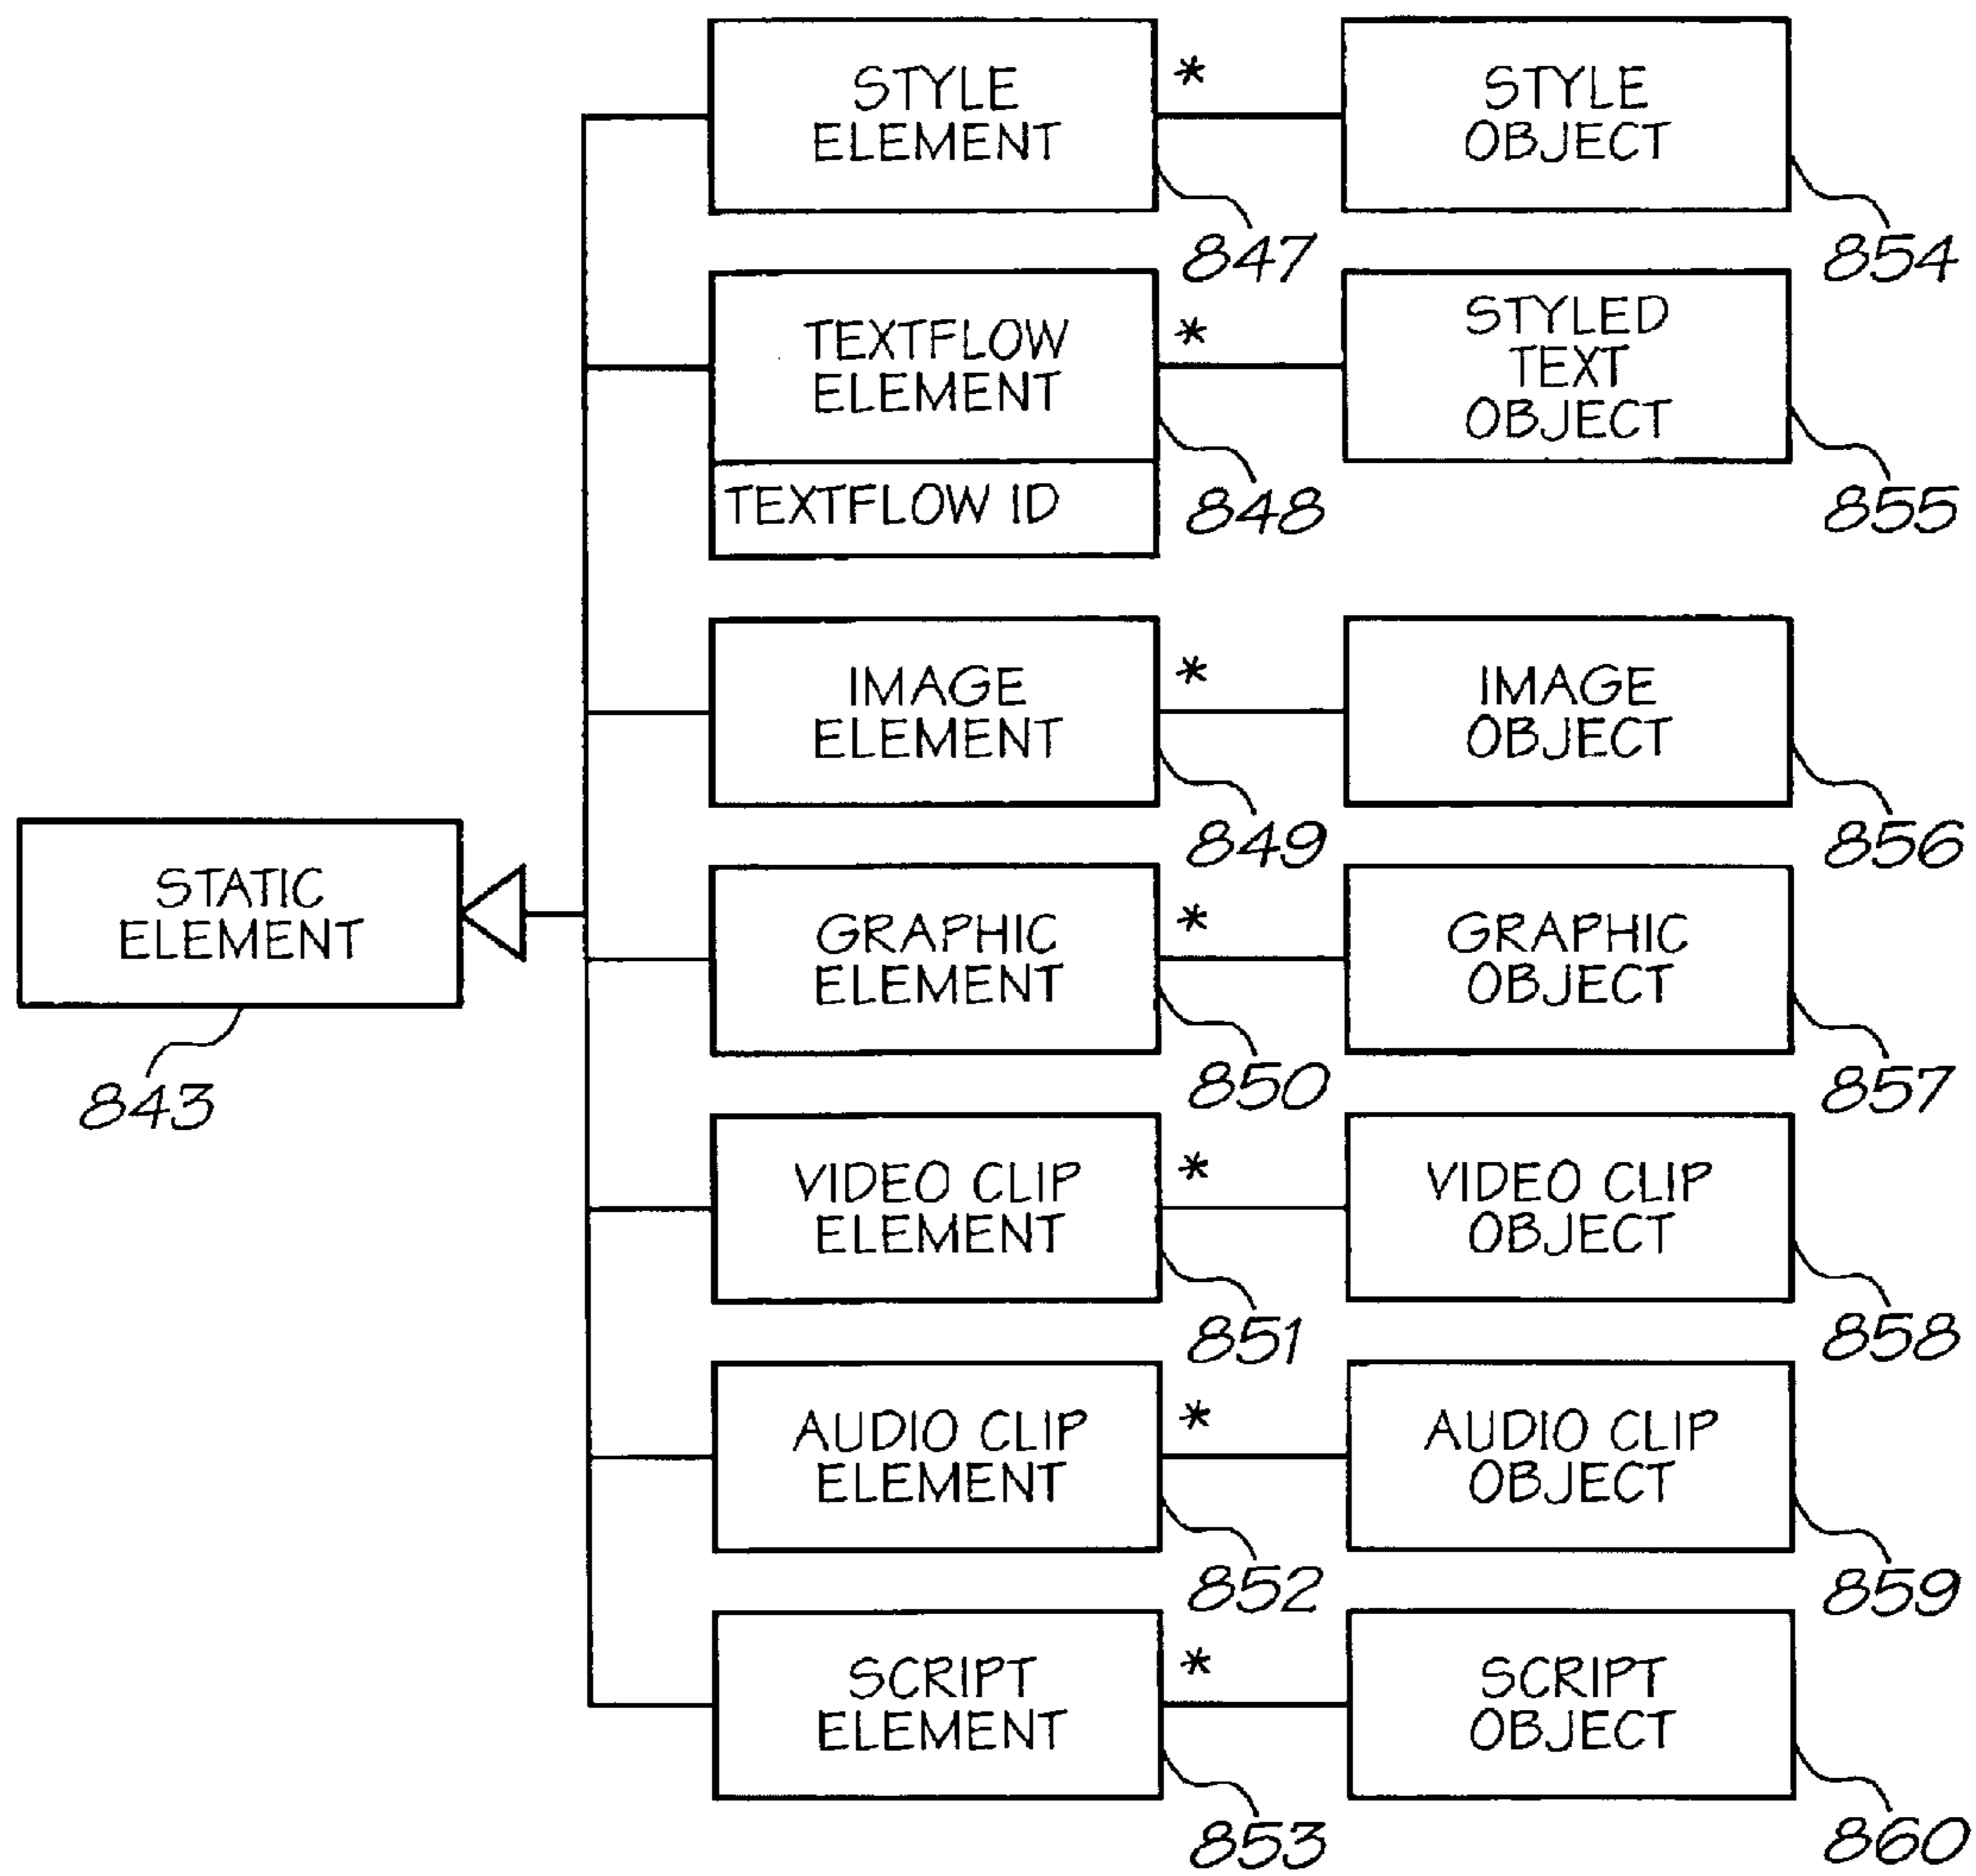 STYLE
ELEMENT
*
STYLE
OBJECT
847
854
TEXTFLOW
ELEMENT
TEXTFLOW ID
*
STYLED
TEXT
OBJECT
848
855
IMAGE
ELEMENT
*
IMAGE
OBJECT
849
856
STATIC
ELEMENT
843
GRAPHIC
ELEMENT
*
GRAPHIC
OBJECT
850
857
VIDEO CLIP
ELEMENT
*
VIDEO CLIP
OBJECT
851
858
AUDIO CLIP
ELEMENT
*
AUDIO CLIP
OBJECT
852
859
SCRIPT
ELEMENT
*
SCRIPT
OBJECT
853
860